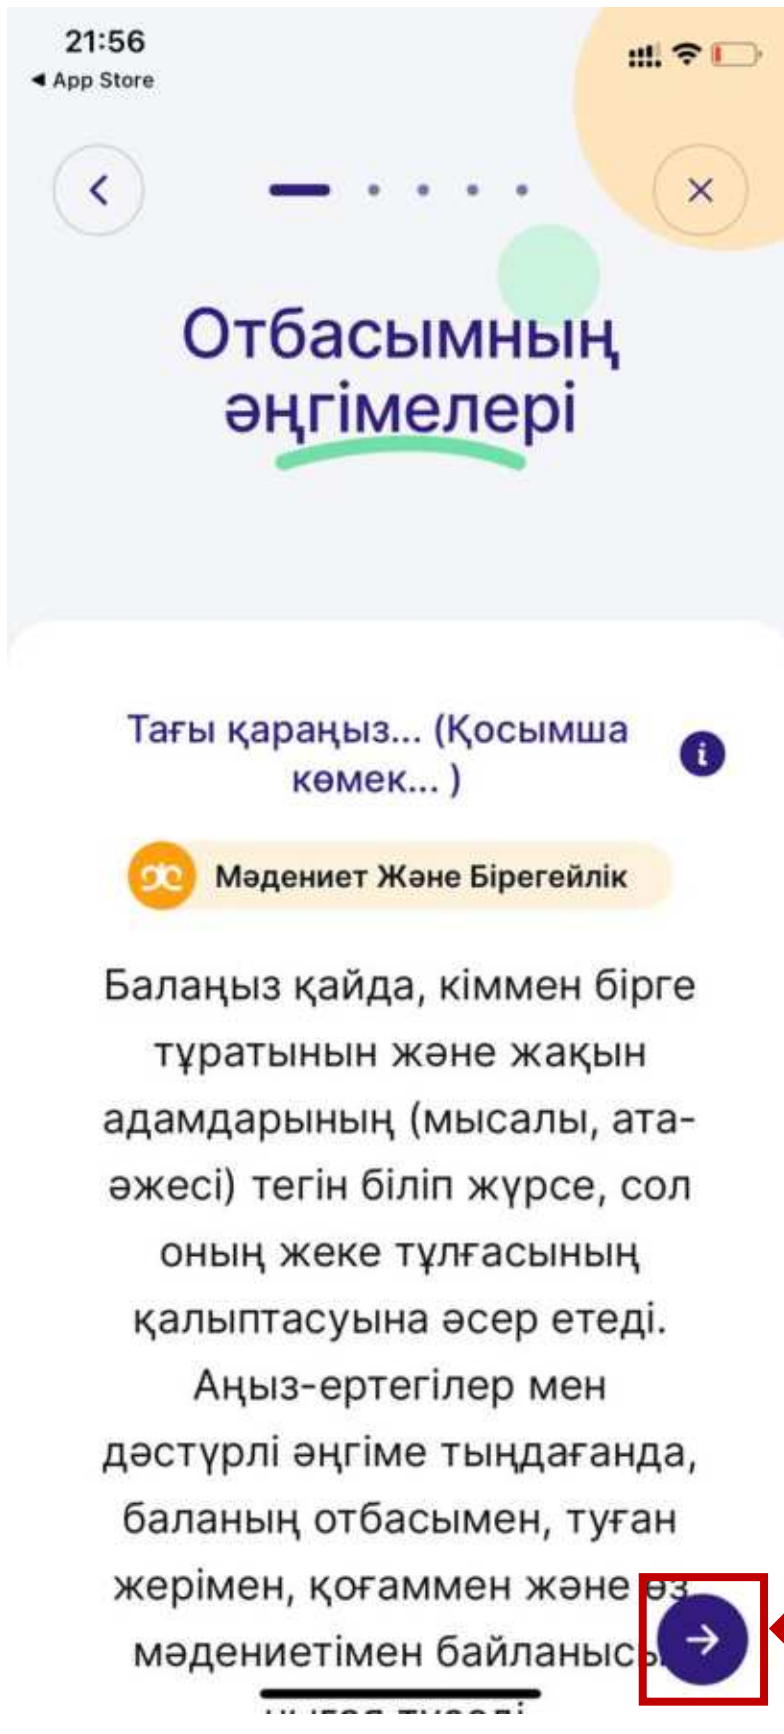 21:56
◀ App Store
Отбасымның
әңгімелері
Тағы қараңыз... (Қосымша
көмек... )
Мәдениет Және Бірегейлік
Балаңыз қайда, кіммен бірге
тұратынын және жақын
адамдарының (мысалы, ата-
әжесі) тегін біліп жүрсе, сол
оның жеке тұлғасының
қалыптасуына әсер етеді.
Аңыз-ертегілер мен
дәстүрлі әңгіме тыңдағанда,
баланың отбасымен, туған
жерімен, қоғаммен және өз
мәдениетімен байланысы